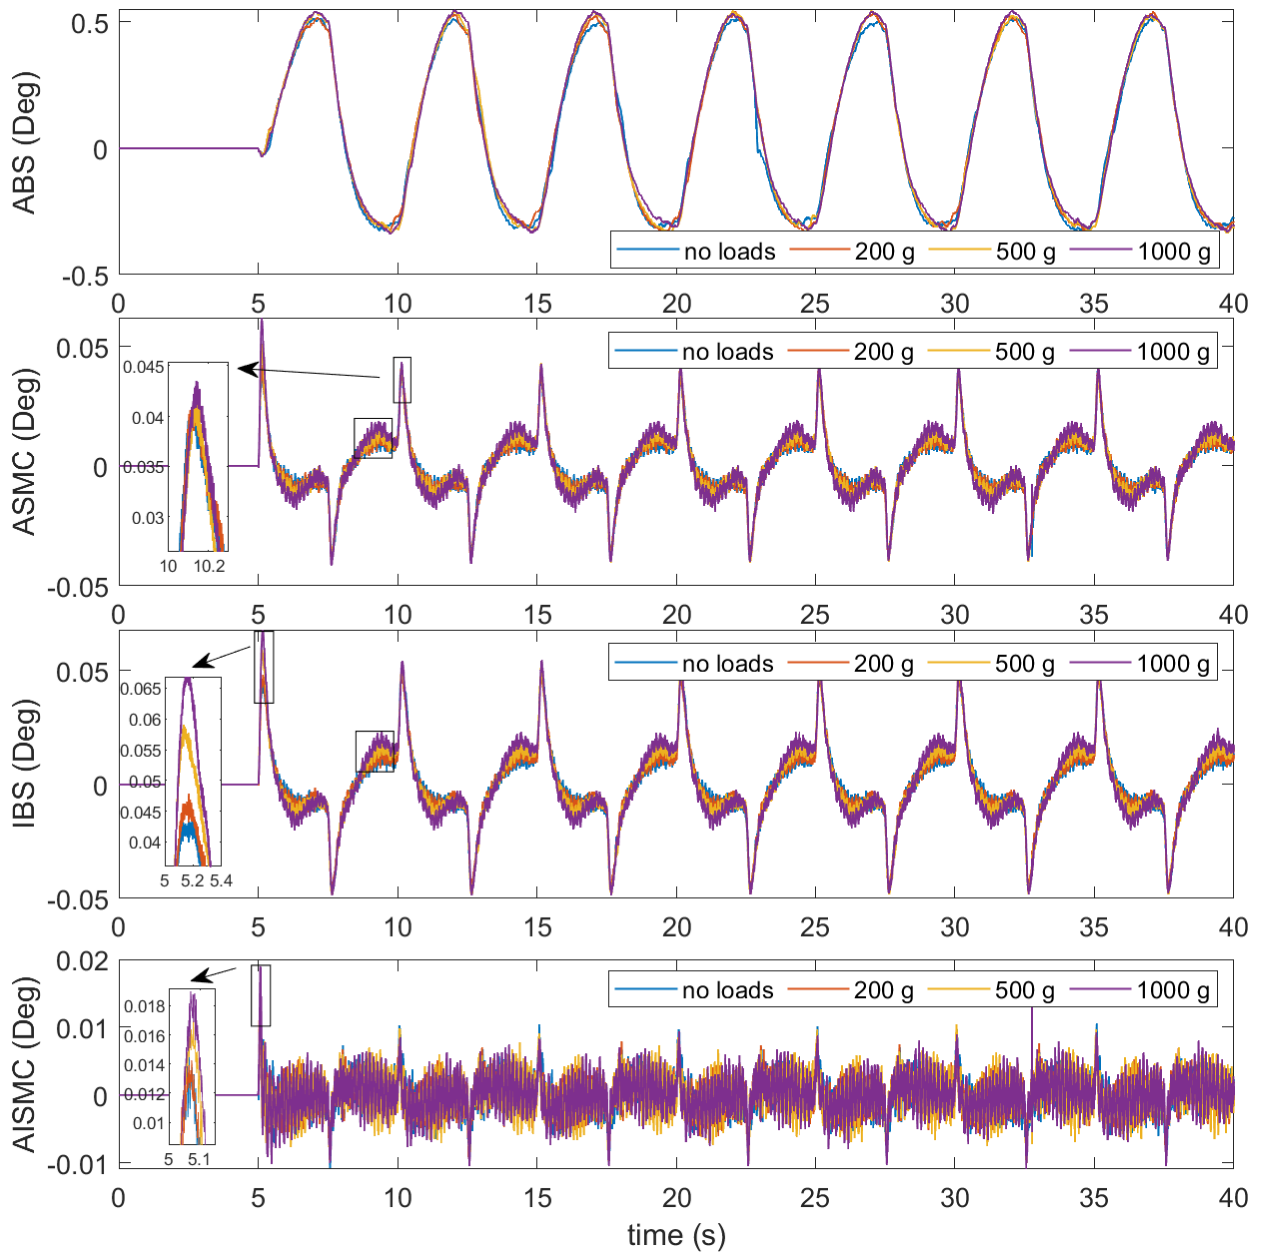 0.5
ABS (Deg)
0
no loads 200 g 500 g 1000 g
-0.5
0 5 10 15 20 25 30 35 40
0.05
no loads 200 g 500 g 1000 g
0.045
0.04
ASMC (Deg)
0
0.035
0.03
10 10.2
-0.05
0 5 10 15 20 25 30 35 40
no loads 200 g 500 g 1000 g
0.05
0.065
0.06
0.055
IBS (Deg)
0
0.05
0.045
0.04
5 5.2 5.4
-0.05
0 5 10 15 20 25 30 35 40
0.02
no loads 200 g 500 g 1000 g
0.018
0.01
0.016
0.014
AISMC (Deg)
0
0.012
0.01
5 5.1
-0.01
0 5 10 15 20 25 30 35 40
time (s)